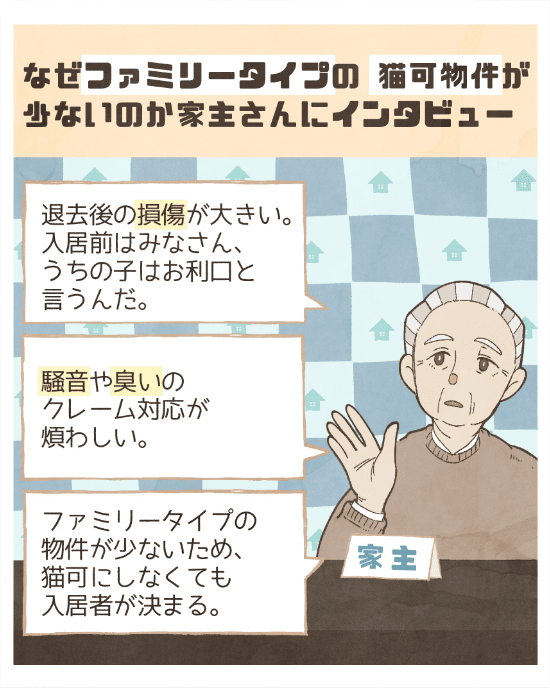 なぜファミリータイプの 猫可物件が
少ないのか家主さんにインタビュー
退去後の損傷が大きい。
入居前はみなさん、
うちの子はお利口と
言うんだ。
騒音や臭いの
クレーム対応が
煩わしい。
ファミリータイプの
物件が少ないため、
猫可にしなくても
入居者が決まる。
家主